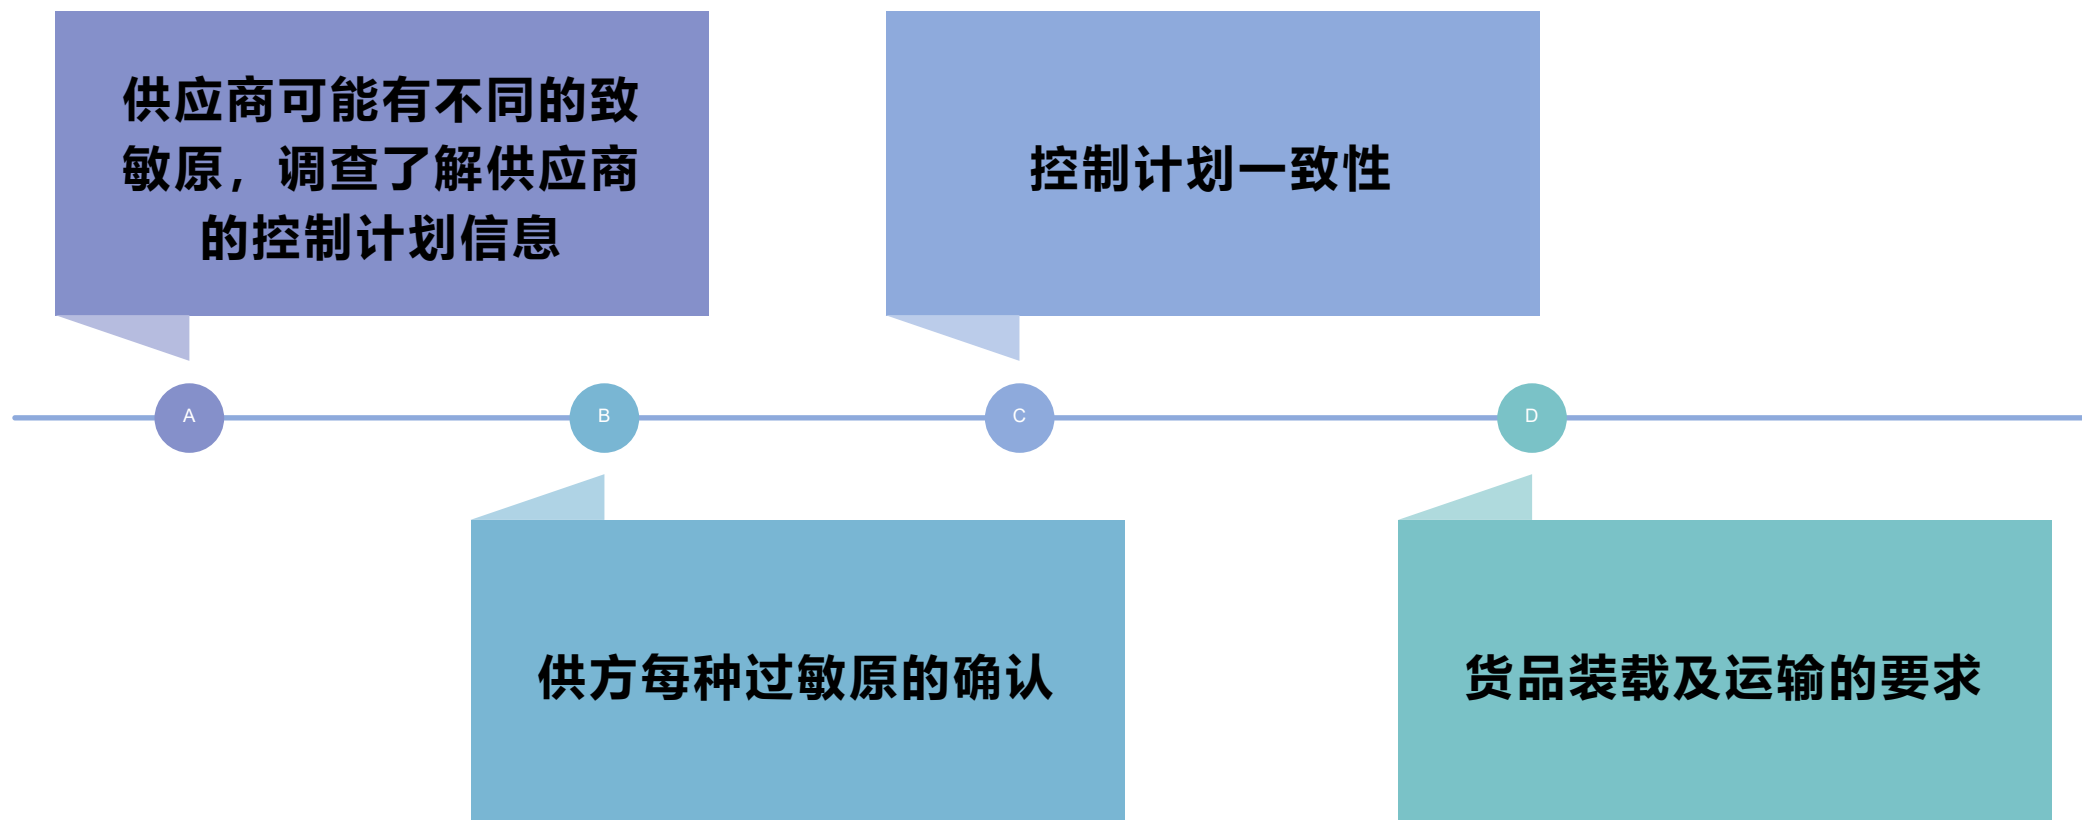 供应商可能有不同的致
敏原，调查了解供应商
的控制计划信息
控制计划一致性
A
B
C
D
供方每种过敏原的确认
货品装载及运输的要求